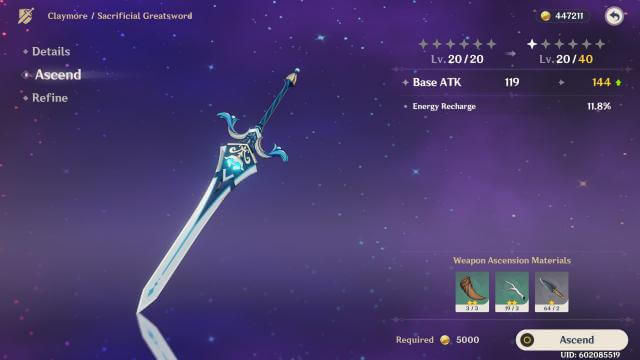 Claymore / Sacrificial Greatsword
447211
Details
Ascend
Refine
Lv. 20/20
Lv. 20/40
Base ATK 119 144
Energy Recharge 11.8%
Weapon Ascension Materials
3 / 3
19 / 3
64 / 2
Required 5000
Ascend
UID: 602085519